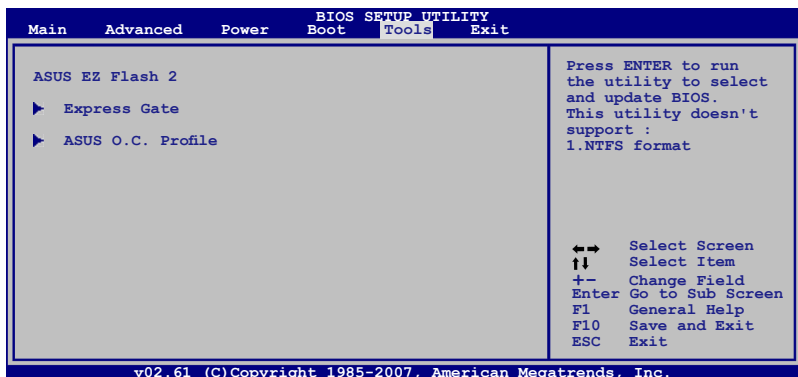 BIOS SETUP UTILITY
Main Advanced Power Boot Tools Exit
ASUS EZ Flash 2
Express Gate
ASUS O.C. Profile
Press ENTER to run
the utility to select
and update BIOS.
This utility doesn't
support :
1.NTFS format
←→ Select Screen
↑↓ Select Item
+- Change Field
Enter Go to Sub Screen
F1 General Help
F10 Save and Exit
ESC Exit
v02.61 (C)Copyright 1985-2007, American Megatrends, Inc.